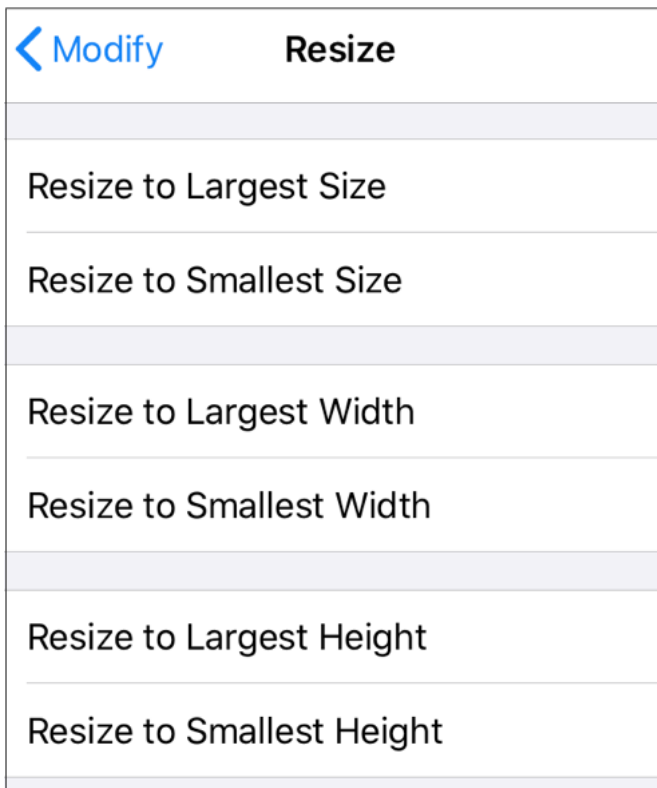 Modify Resize
Resize to Largest Size
Resize to Smallest Size
Resize to Largest Width
Resize to Smallest Width
Resize to Largest Height
Resize to Smallest Height